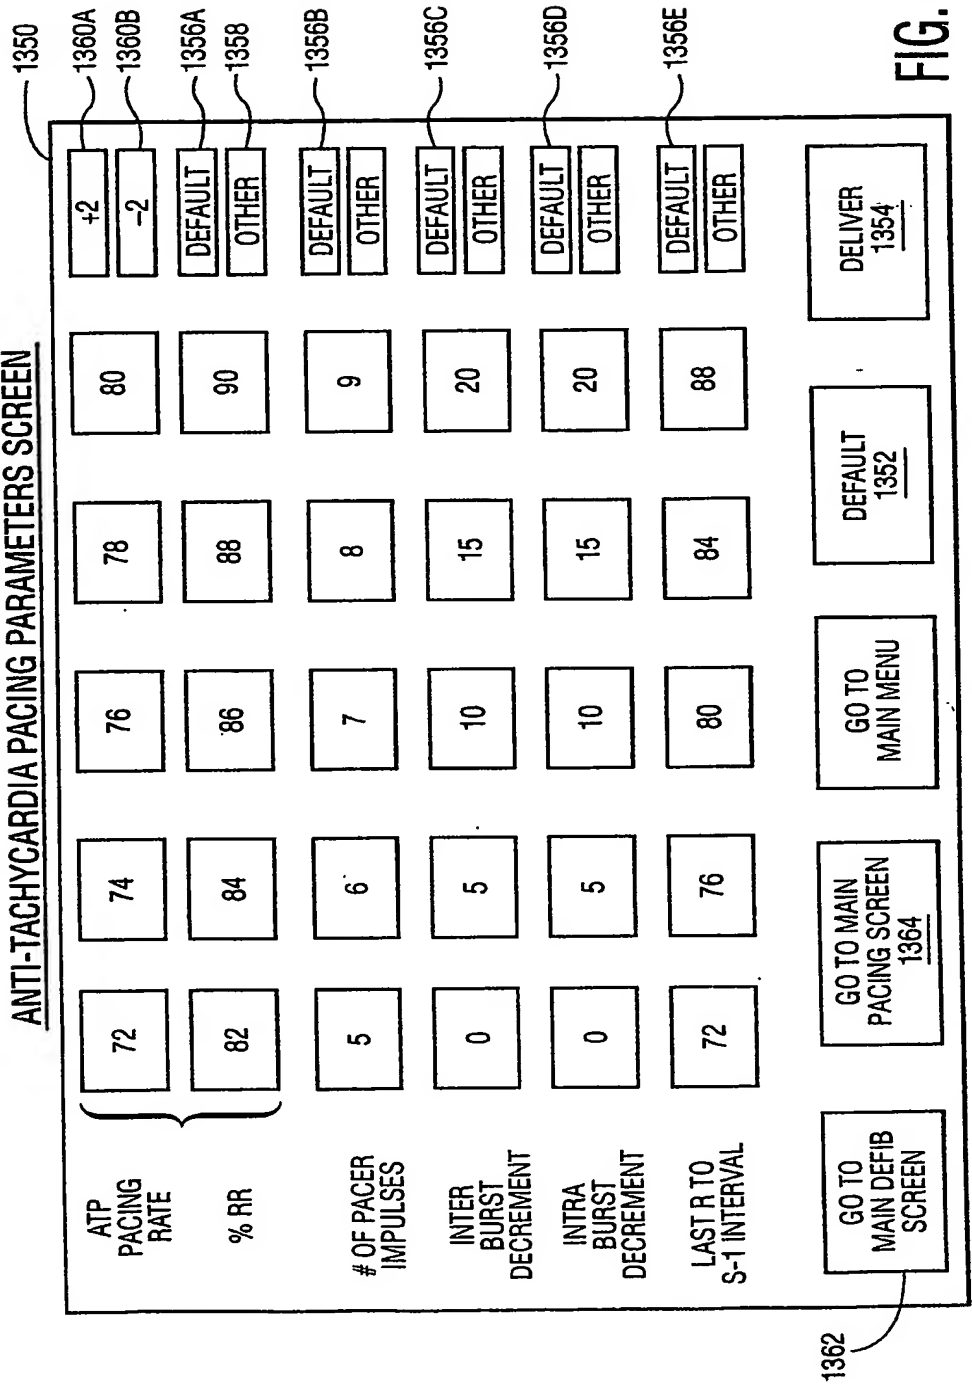 ANTI-TACHYCARDIA PACING PARAMETERS SCREEN
1350
ATP
PACING
RATE
72 74 76 78 80 +2 1360A
-2 1360B
% RR
82 84 86 88 90 DEFAULT 1356A
OTHER 1358
# OF PACER
IMPULSES
5 6 7 8 9 DEFAULT 1356B
OTHER
INTER
BURST
DECREMENT
0 5 10 15 20 DEFAULT 1356C
OTHER
INTRA
BURST
DECREMENT
0 5 10 15 20 DEFAULT 1356D
OTHER
LAST R TO
S-1 INTERVAL
72 76 80 84 88 DEFAULT 1356E
OTHER
1362
GO TO
MAIN DEFIB
SCREEN
GO TO MAIN
PACING SCREEN
1364
GO TO
MAIN MENU
DEFAULT
1352
DELIVER
1354
FIG.